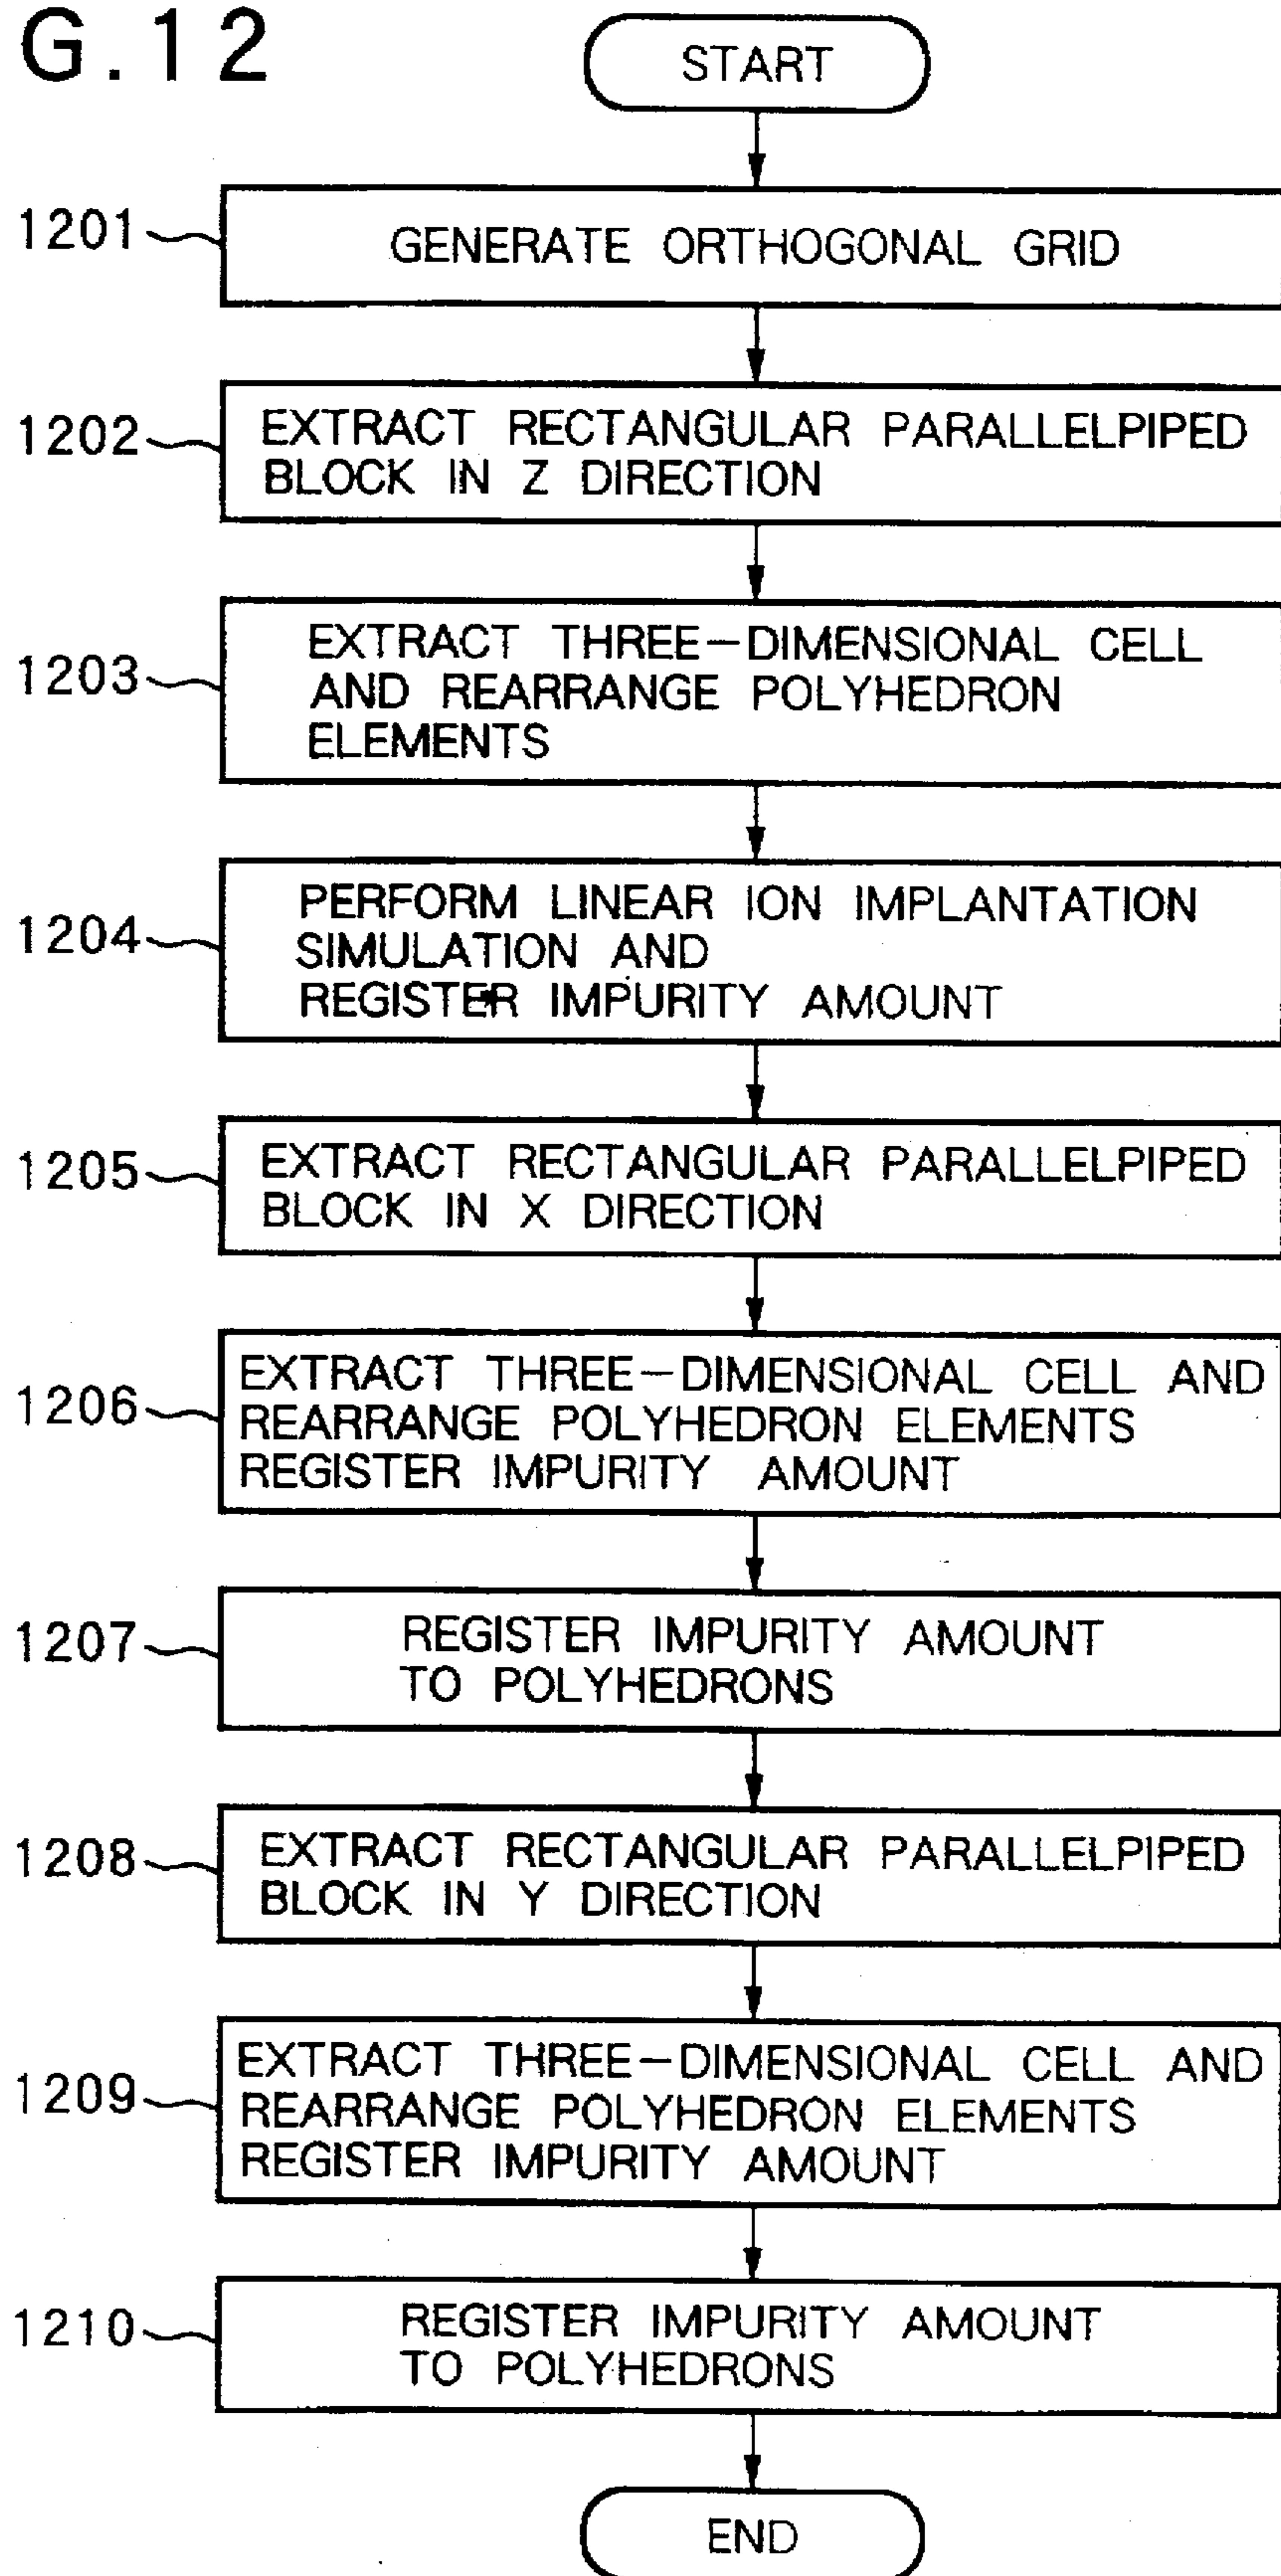 G.12
START
1201
GENERATE ORTHOGONAL GRID
1202
EXTRACT RECTANGULAR PARALLELPIPED
BLOCK IN Z DIRECTION
1203
EXTRACT THREE-DIMENSIONAL CELL
AND REARRANGE POLYHEDRON
ELEMENTS
1204
PERFORM LINEAR ION IMPLANTATION
SIMULATION AND
REGISTER IMPURITY AMOUNT
1205
EXTRACT RECTANGULAR PARALLELPIPED
BLOCK IN X DIRECTION
1206
EXTRACT THREE-DIMENSIONAL CELL AND
REARRANGE POLYHEDRON ELEMENTS
REGISTER IMPURITY AMOUNT
1207
REGISTER IMPURITY AMOUNT
TO POLYHEDRONS
1208
EXTRACT RECTANGULAR PARALLELPIPED
BLOCK IN Y DIRECTION
1209
EXTRACT THREE-DIMENSIONAL CELL AND
REARRANGE POLYHEDRON ELEMENTS
REGISTER IMPURITY AMOUNT
1210
REGISTER IMPURITY AMOUNT
TO POLYHEDRONS
END